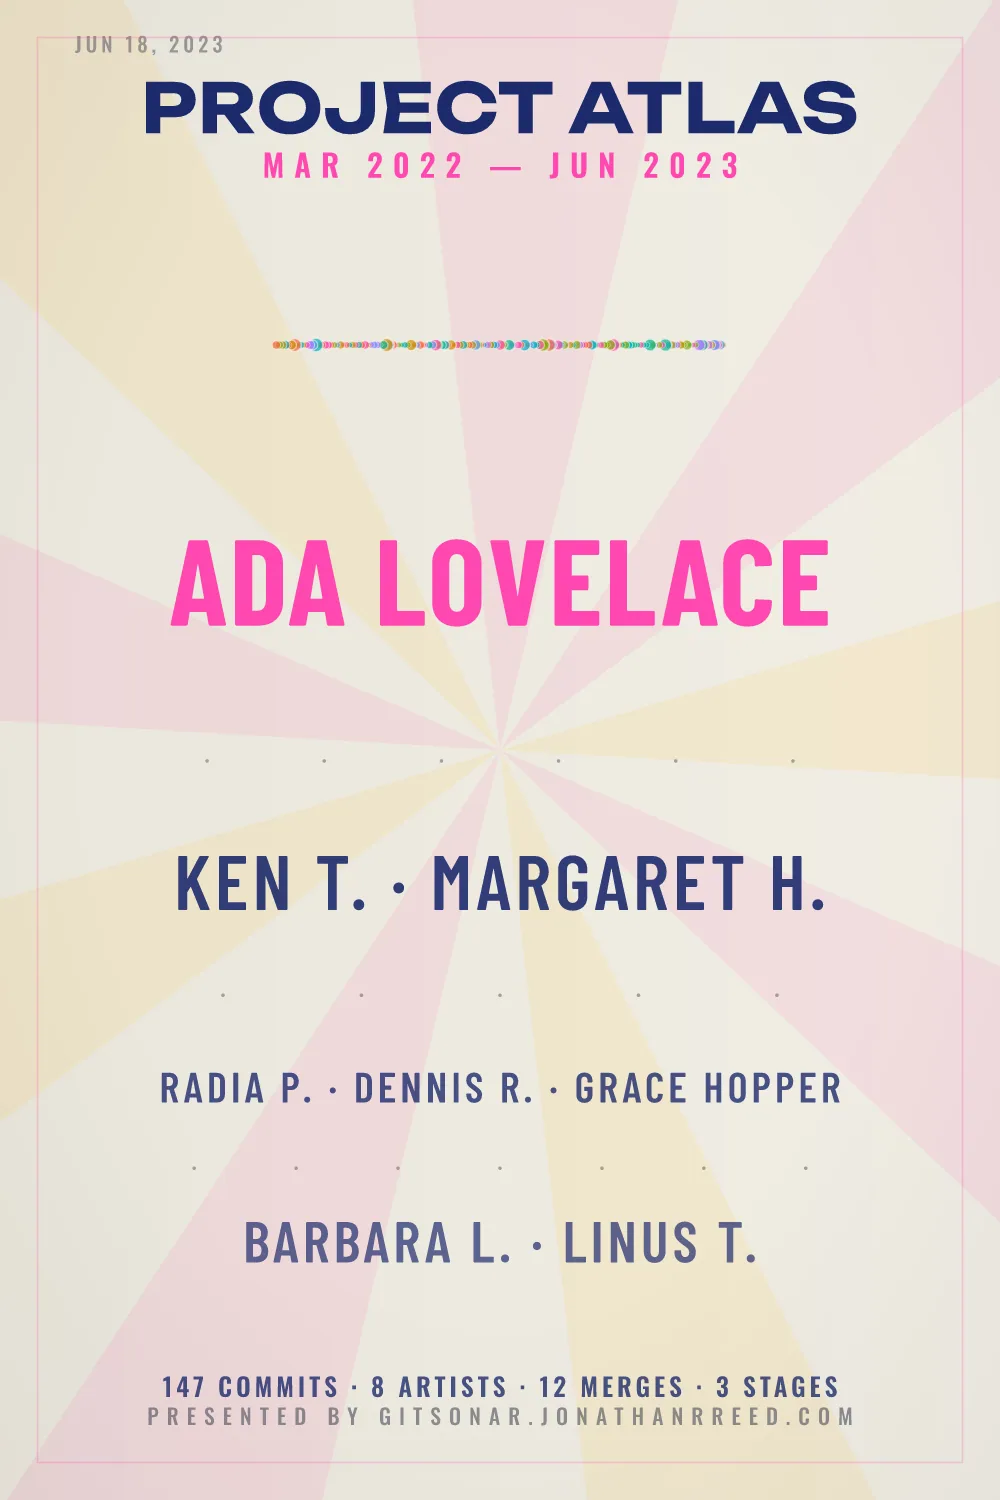 JUN 18, 2023
PROJECT ATLAS
MAR 2022 — JUN 2023
ADA LOVELACE
KEN T. · MARGARET H.
RADIA P. · DENNIS R. · GRACE HOPPER
BARBARA L. · LINUS T.
147 COMMITS · 8 ARTISTS · 12 MERGES · 3 STAGES
PRESENTED BY GITSONAR.JONATHANRREED.COM